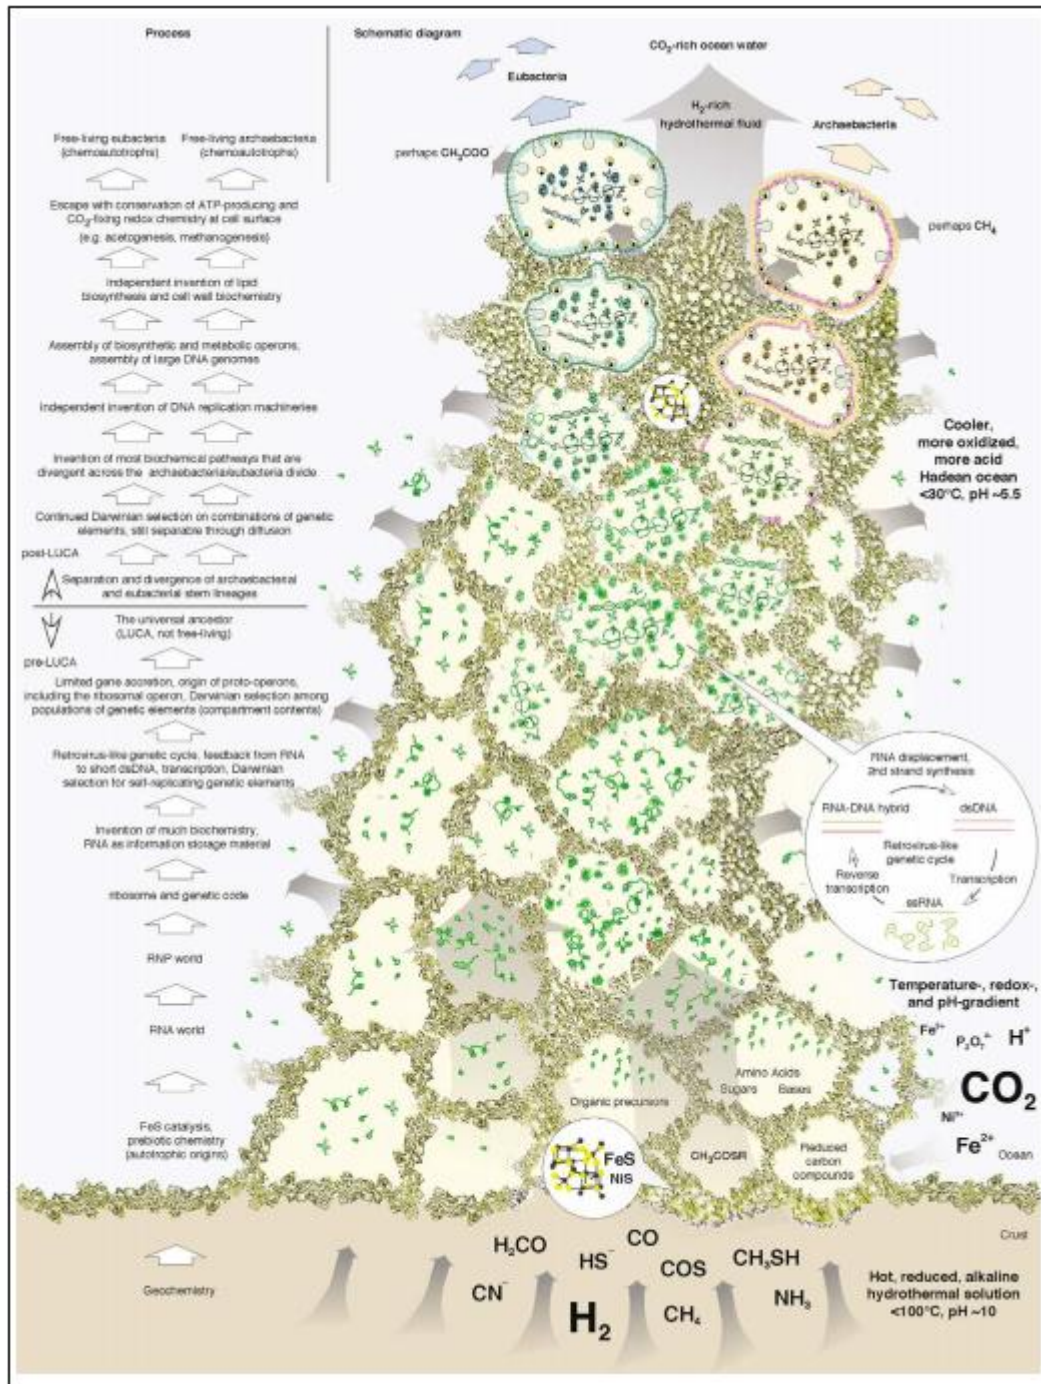 Process
Schematic diagram
CO₂-rich ocean water
Eubacteria
H₂-rich
hydrothermal fluid
Archaebacteria
Free-living eubacteria
(chemoautotrophs)
Free-living archaebacteria
(chemoautotrophs)
perhaps CH₃COO
perhaps CH₄
Escape with conservation of ATP-producing and
CO₂-fixing redox chemistry at cell surface
(e.g. acetogenesis, methanogenesis)
Independent invention of lipid
biosynthesis and cell wall biochemistry
Assembly of biosynthetic and metabolic operons,
assembly of large DNA genomes
Independent invention of DNA replication machineries
Invention of most biochemical pathways that are
divergent across the archaebacteria/eubacteria divide
Cooler,
more oxidized,
more acid
Hadean ocean
<30°C, pH ~5.5
Continued Darwinian selection on combinations of genetic
elements, still separable through diffusion
post-LUCA
Separation and divergence of archaebacterial
and eubacterial stem lineages
The universal ancestor
(LUCA, not free-living)
pre-LUCA
Limited gene accretion, origin of proto-operons,
including the ribosomal operon, Darwinian selection among
populations of genetic elements (compartment contents)
Retrovirus-like genetic cycle, feedback from RNA
to short dsDNA, transcription, Darwinian
selection for self-replicating genetic elements
RNA displacement,
2nd strand synthesis
RNA-DNA hybrid
dsDNA
Retrovirus-like
genetic cycle
Reverse
transcription
Transcription
ssRNA
Invention of much biochemistry,
RNA as information storage material
ribosome and genetic code
RNP world
RNA world
Temperature-, redox-,
and pH-gradient
Fe³⁺
P₂O₇⁴⁻
H⁺
CO₂
Ni²⁺
Fe²⁺
Ocean
Amino Acids
Sugars
Bases
Organic precursors
FeS catalysis,
prebiotic chemistry
(autotrophic origins)
FeS
NiS
CH₃COSR
Reduced
carbon
compounds
Crust
Geochemistry
H₂CO
CN⁻
HS⁻
H₂
CO
COS
CH₄
CH₃SH
NH₃
Hot, reduced, alkaline
hydrothermal solution
<100°C, pH ~10